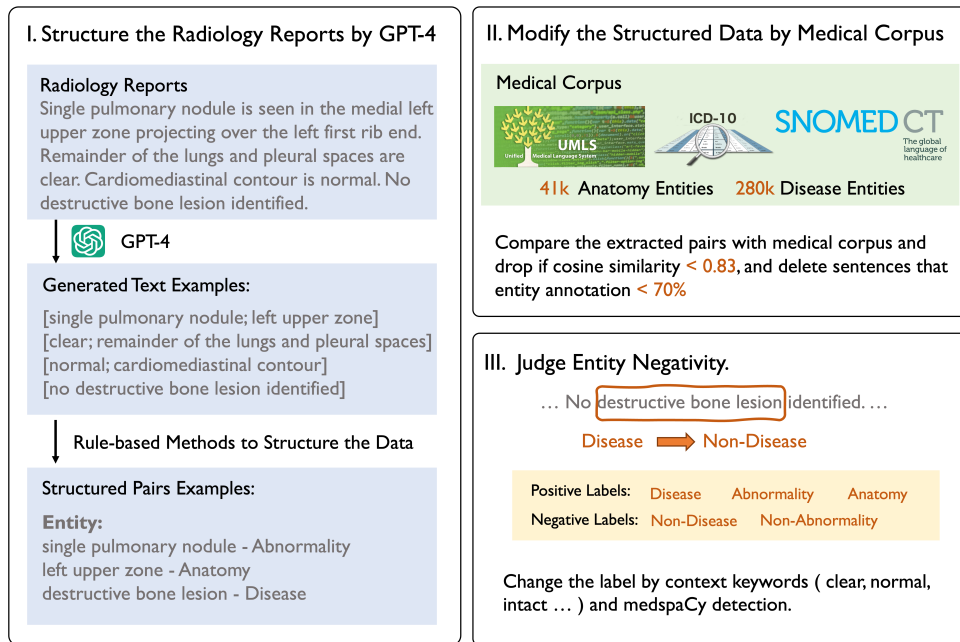 I. Structure the Radiology Reports by GPT-4
Radiology Reports
Single pulmonary nodule is seen in the medial left
upper zone projecting over the left first rib end.
Remainder of the lungs and pleural spaces are
clear. Cardiomediastinal contour is normal. No
destructive bone lesion identified.
GPT-4
Generated Text Examples:
[single pulmonary nodule; left upper zone]
[clear; remainder of the lungs and pleural spaces]
[normal; cardiomediastinal contour]
[no destructive bone lesion identified]
Rule-based Methods to Structure the Data
Structured Pairs Examples:
Entity:
single pulmonary nodule - Abnormality
left upper zone - Anatomy
destructive bone lesion - Disease
II. Modify the Structured Data by Medical Corpus
Medical Corpus
UMLS
Unified Medical Language System
ICD-10
SNOMED CT
The global
language of
healthcare
41k Anatomy Entities 280k Disease Entities
Compare the extracted pairs with medical corpus and
drop if cosine similarity < 0.83, and delete sentences that
entity annotation < 70%
III. Judge Entity Negativity.
… No destructive bone lesion identified. …
Disease Non-Disease
Positive Labels: Disease Abnormality Anatomy
Negative Labels: Non-Disease Non-Abnormality
Change the label by context keywords ( clear, normal,
intact … ) and medspaCy detection.